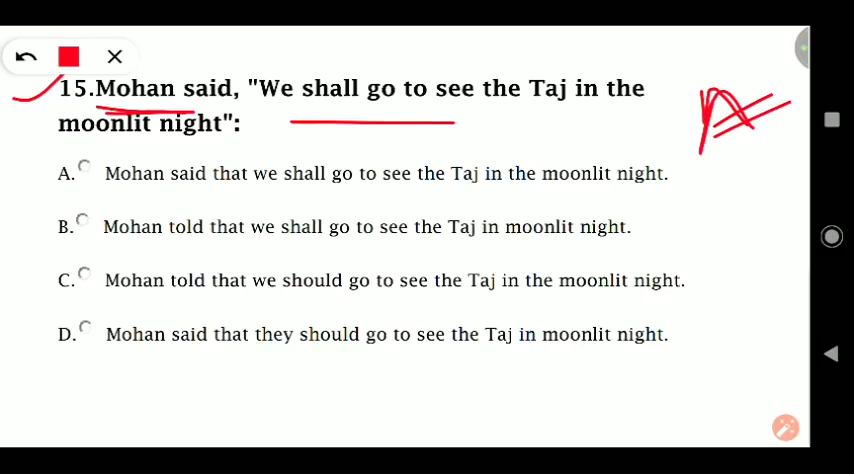 15.Mohan said, "We shall go to see the Taj in the
moonlit night":
A. Mohan said that we shall go to see the Taj in the moonlit night.
B. Mohan told that we shall go to see the Taj in moonlit night.
C. Mohan told that we should go to see the Taj in the moonlit night.
D. Mohan said that they should go to see the Taj in moonlit night.